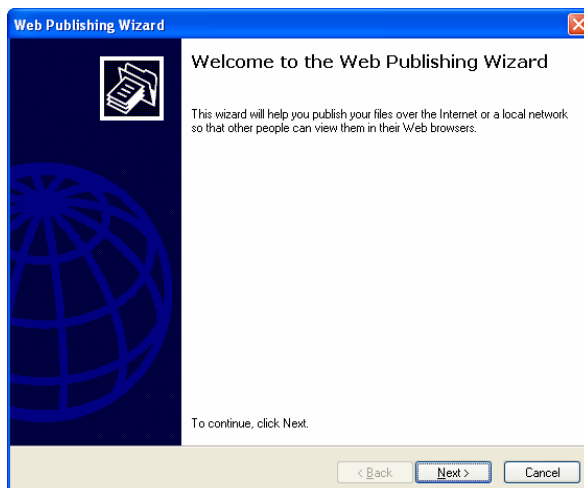 Web Publishing Wizard
Welcome to the Web Publishing Wizard
This wizard will help you publish your files over the Internet or a local network
so that other people can view them in their Web browsers.
To continue, click Next.
< Back
Next >
Cancel